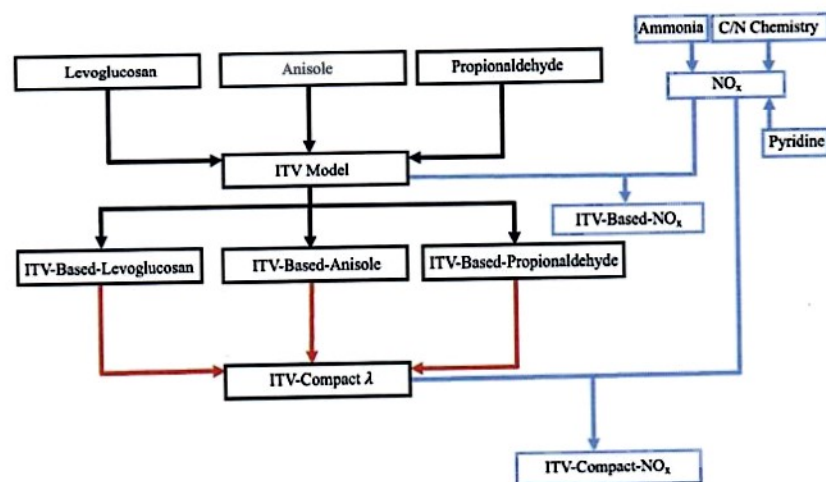 Ammonia
C/N Chemistry
Levoglucosan
Anisole
Propionaldehyde
NOₓ
Pyridine
ITV Model
ITV-Based-NOₓ
ITV-Based-Levoglucosan
ITV-Based-Anisole
ITV-Based-Propionaldehyde
ITV-Compact λ
ITV-Compact-NOₓ